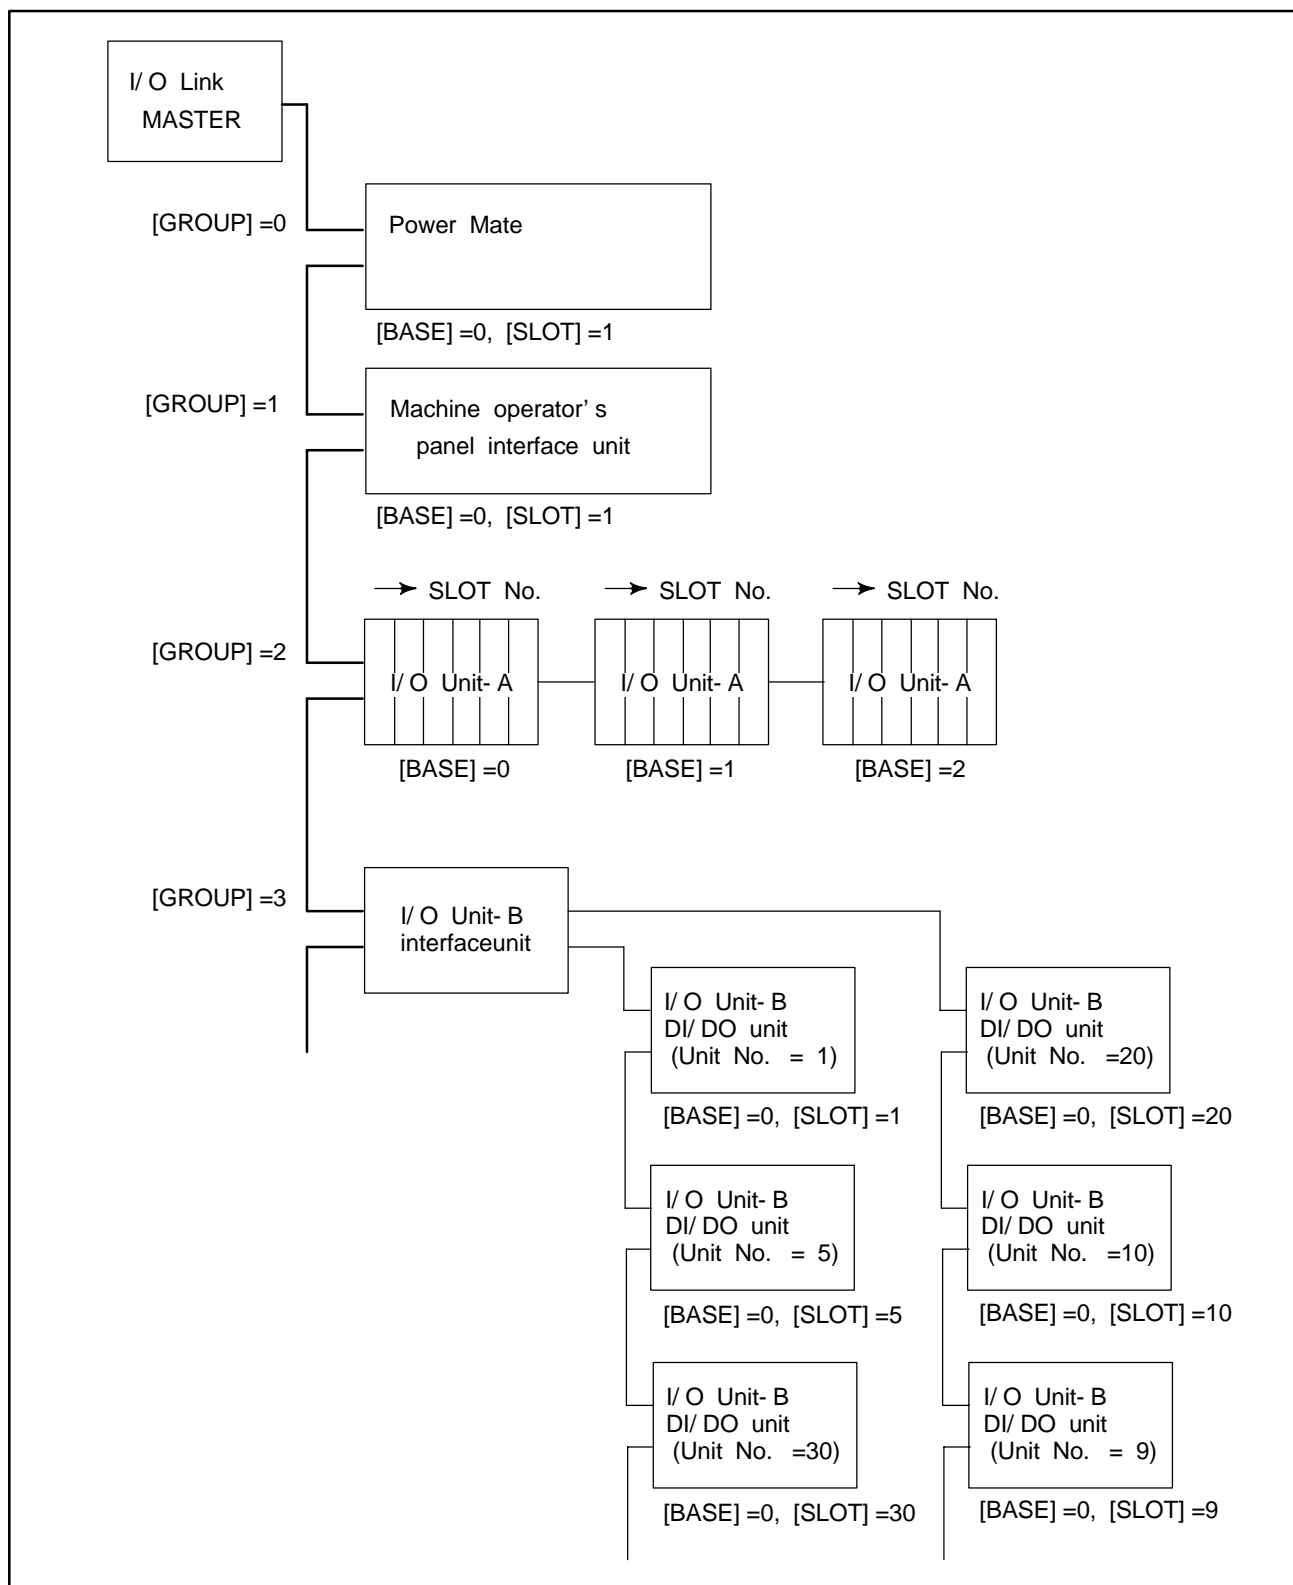 I/O Link
MASTER
[GROUP] =0
Power Mate
[BASE] =0, [SLOT] =1
[GROUP] =1
Machine operator's
panel interface unit
[BASE] =0, [SLOT] =1
SLOT No.
SLOT No.
SLOT No.
[GROUP] =2
I/O Unit-A
I/O Unit-A
I/O Unit-A
[BASE] =0
[BASE] =1
[BASE] =2
[GROUP] =3
I/O Unit-B
interfaceunit
I/O Unit-B
DI/DO unit
(Unit No. = 1)
[BASE] =0, [SLOT] =1
I/O Unit-B
DI/DO unit
(Unit No. =20)
[BASE] =0, [SLOT] =20
I/O Unit-B
DI/DO unit
(Unit No. = 5)
[BASE] =0, [SLOT] =5
I/O Unit-B
DI/DO unit
(Unit No. =10)
[BASE] =0, [SLOT] =10
I/O Unit-B
DI/DO unit
(Unit No. =30)
[BASE] =0, [SLOT] =30
I/O Unit-B
DI/DO unit
(Unit No. = 9)
[BASE] =0, [SLOT] =9